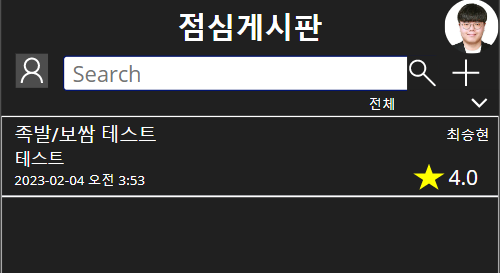 점심게시판
Search
전체
족발/보쌈 테스트
최승현
테스트
2023-02-04 오전 3:53
4.0